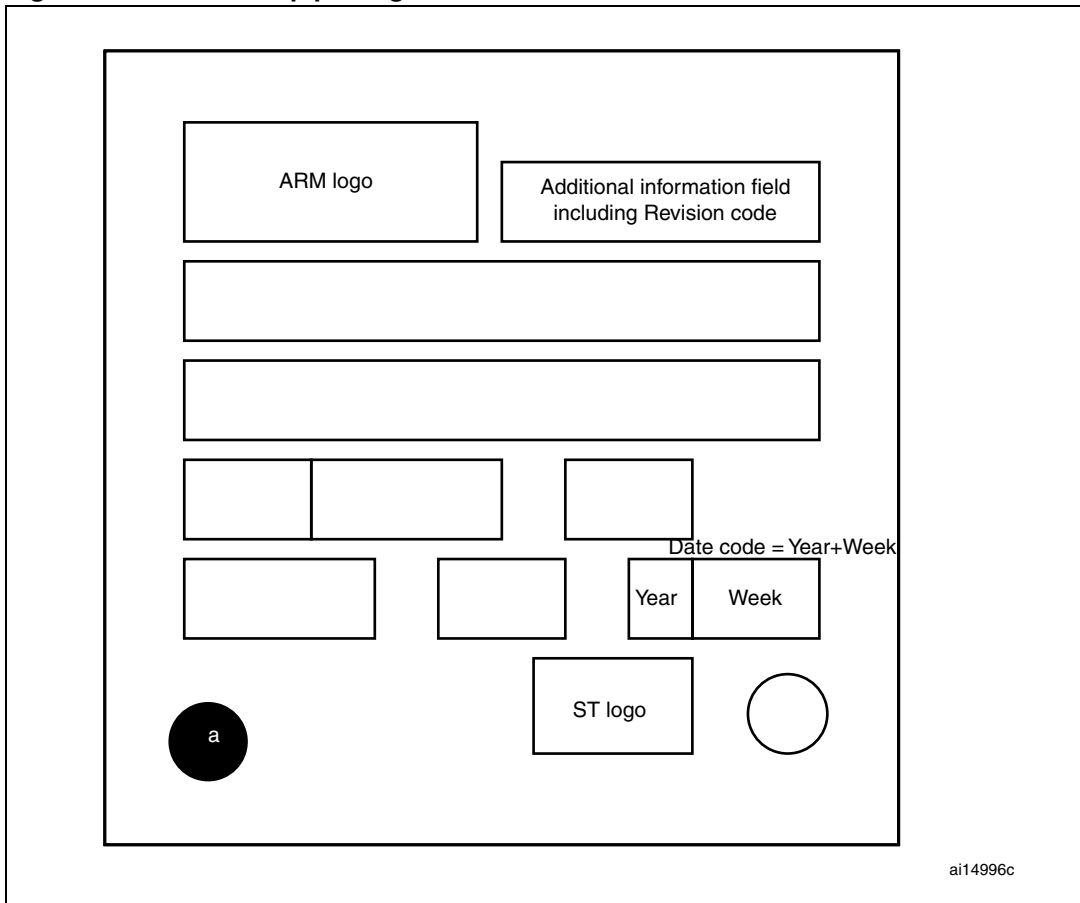 ARM logo
Additional information field
including Revision code
Date code = Year+Week
Year
Week
ST logo
a
ai14996c